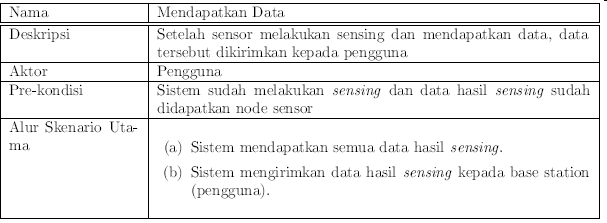 Nama Mendapatkan Data
Deskripsi Setelah sensor melakukan sensing dan mendapatkan data, data
tersebut dikirimkan kepada pengguna
Aktor Pengguna
Pre-kondisi Sistem sudah melakukan sensing dan data hasil sensing sudah
didapatkan node sensor
Alur Skenario Uta-
ma
(a) Sistem mendapatkan semua data hasil sensing.
(b) Sistem mengirimkan data hasil sensing kepada base station
(pengguna).